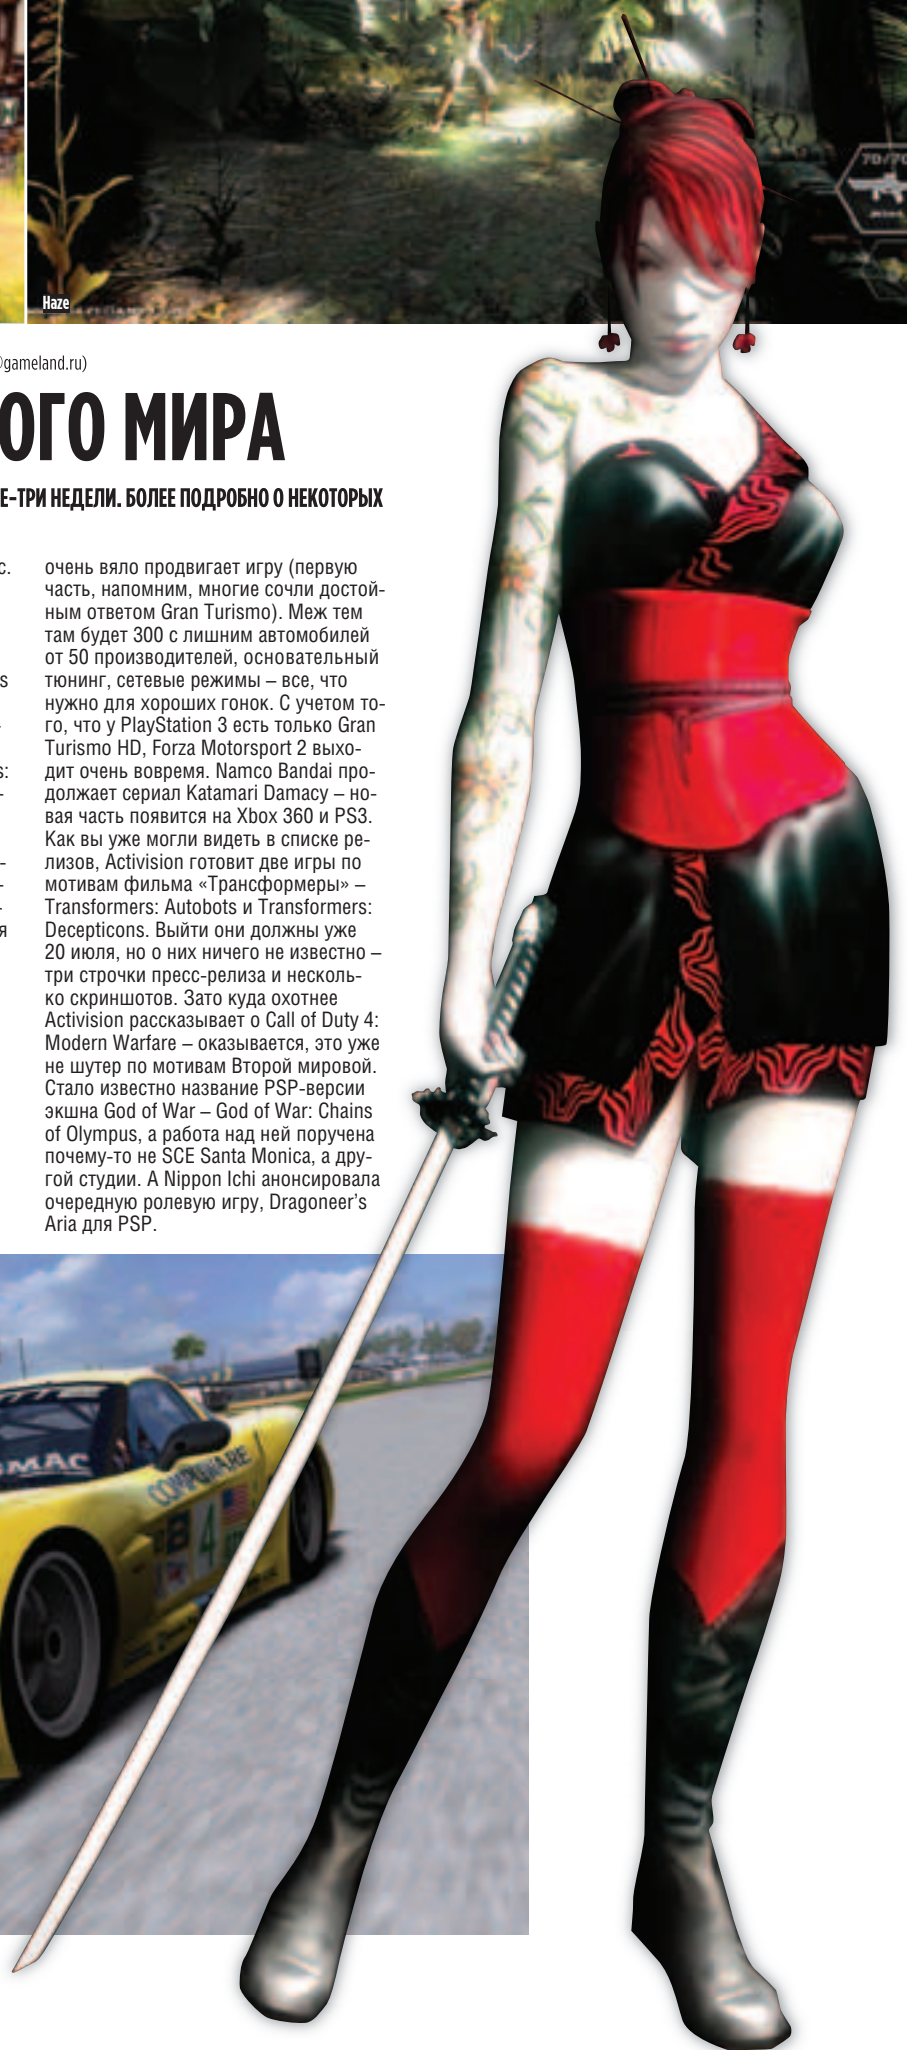 70/70
Haze
@gameland.ru)
ОГО МИРА
Е-ТРИ НЕДЕЛИ. БОЛЕЕ ПОДРОБНО О НЕКОТОРЫХ
с.
s
-
s:
-
-
-
-
я
очень вяло продвигает игру (первую
часть, напомним, многие сочли достой-
ным ответом Gran Turismo). Меж тем
там будет 300 с лишним автомобилей
от 50 производителей, основательный
тюнинг, сетевые режимы – все, что
нужно для хороших гонок. С учетом то-
го, что у PlayStation 3 есть только Gran
Turismo HD, Forza Motorsport 2 выхо-
дит очень вовремя. Namco Bandai про-
должает сериал Katamari Damacy – но-
вая часть появится на Xbox 360 и PS3.
Как вы уже могли видеть в списке ре-
лизов, Activision готовит две игры по
мотивам фильма «Трансформеры» –
Transformers: Autobots и Transformers:
Decepticons. Выйти они должны уже
20 июля, но о них ничего не известно –
три строчки пресс-релиза и несколь-
ко скриншотов. Зато куда охотнее
Activision рассказывает о Call of Duty 4:
Modern Warfare – оказывается, это уже
не шутер по мотивам Второй мировой.
Стало известно название PSP-версии
экшна God of War – God of War: Chains
of Olympus, а работа над ней поручена
почему-то не SCE Santa Monica, а дру-
гой студии. А Nippon Ichi анонсировала
очередную ролевую игру, Dragoneer's
Aria для PSP.
MAC
COMPUWARE
4